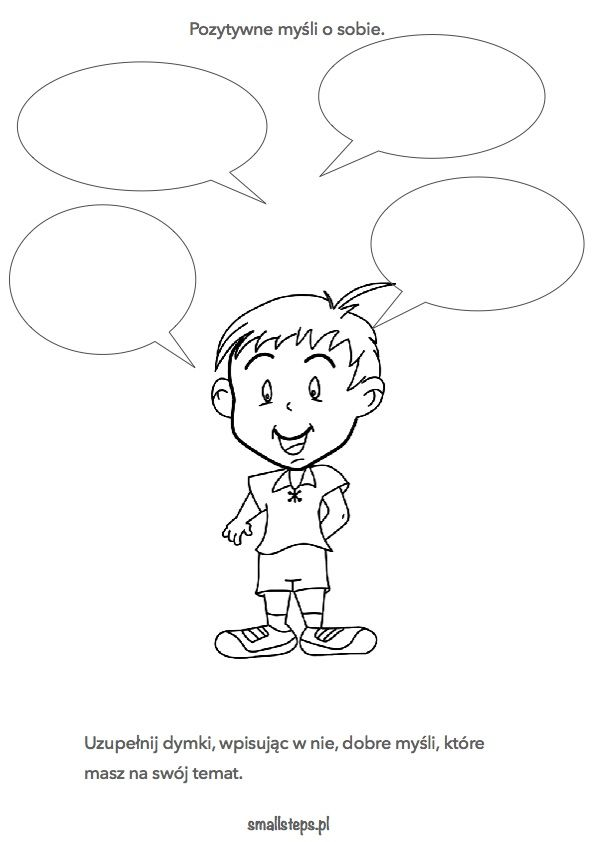 Pozytywne myśli o sobie.
Uzupełnij dymki, wpisując w nie, dobre myśli, które
masz na swój temat.
smallsteps.pl